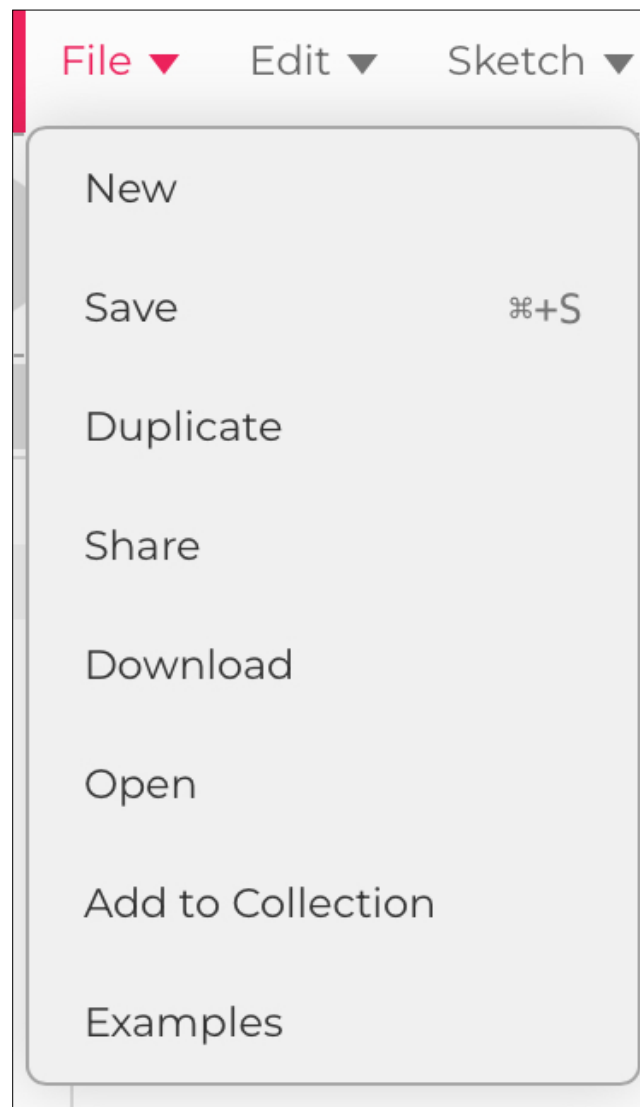 File ▼ Edit ▼ Sketch ▼
New
Save ⌘+S
Duplicate
Share
Download
Open
Add to Collection
Examples